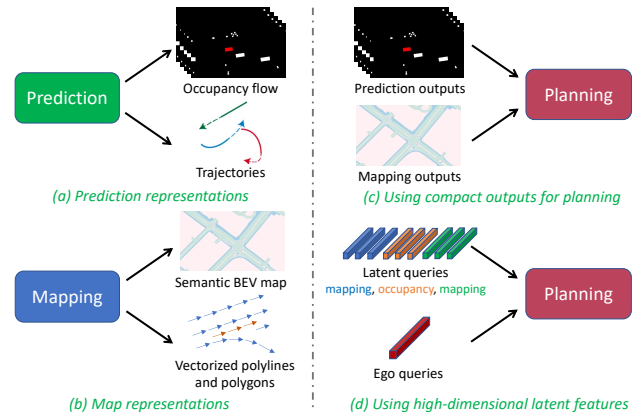 Prediction
Occupancy flow
Trajectories
(a) Prediction representations
Mapping
Semantic BEV map
Vectorized polylines
and polygons
(b) Map representations
Prediction outputs
Planning
Mapping outputs
(c) Using compact outputs for planning
Latent queries
mapping, occupancy, mapping
Planning
Ego queries
(d) Using high-dimensional latent features